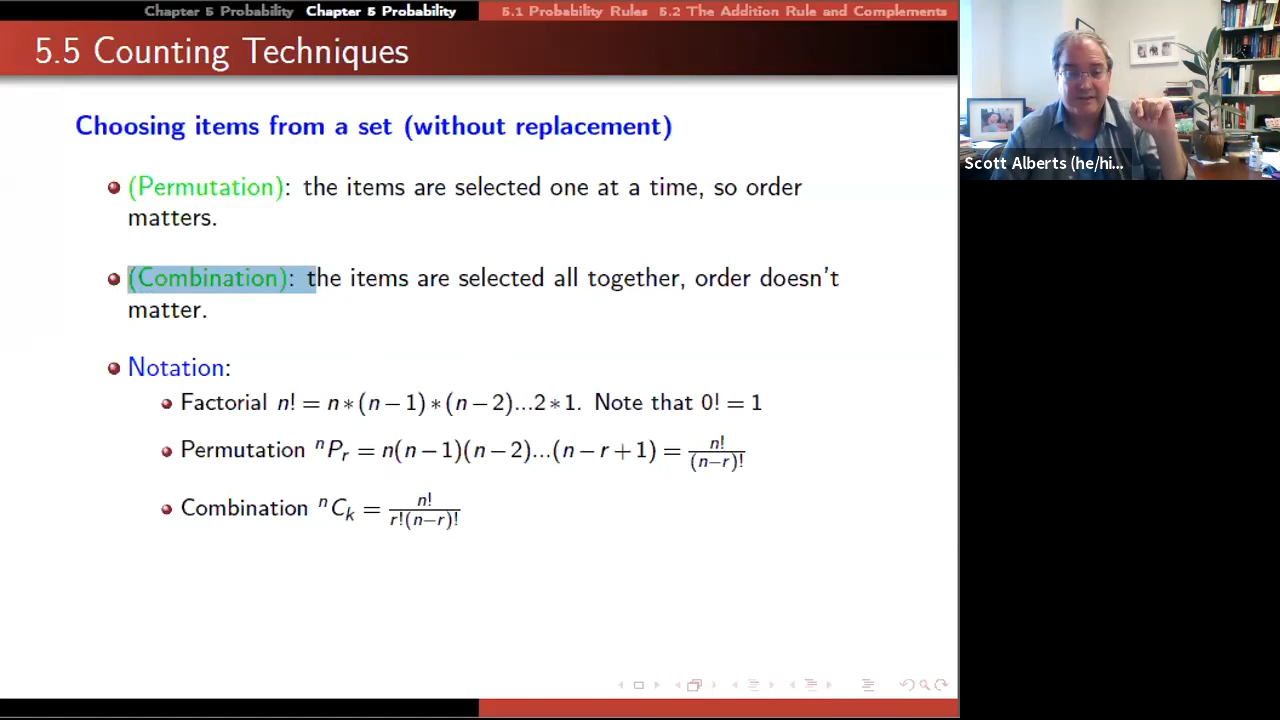 Chapter 5 Probability Chapter 5 Probability 5.1 Probability Rules 5.2 The Addition Rule and Complements
5.5 Counting Techniques
Choosing items from a set (without replacement)
(Permutation): the items are selected one at a time, so order
matters.
(Combination): the items are selected all together, order doesn't
matter.
Notation:
Factorial n! = n∗(n−1)∗(n−2)...2∗1. Note that 0! = 1
Permutation ⁿPᵣ = n(n−1)(n−2)...(n−r+1) = n!/(n−r)!
Combination ⁿCₖ = n!/r!(n−r)!
Scott Alberts (he/hi...